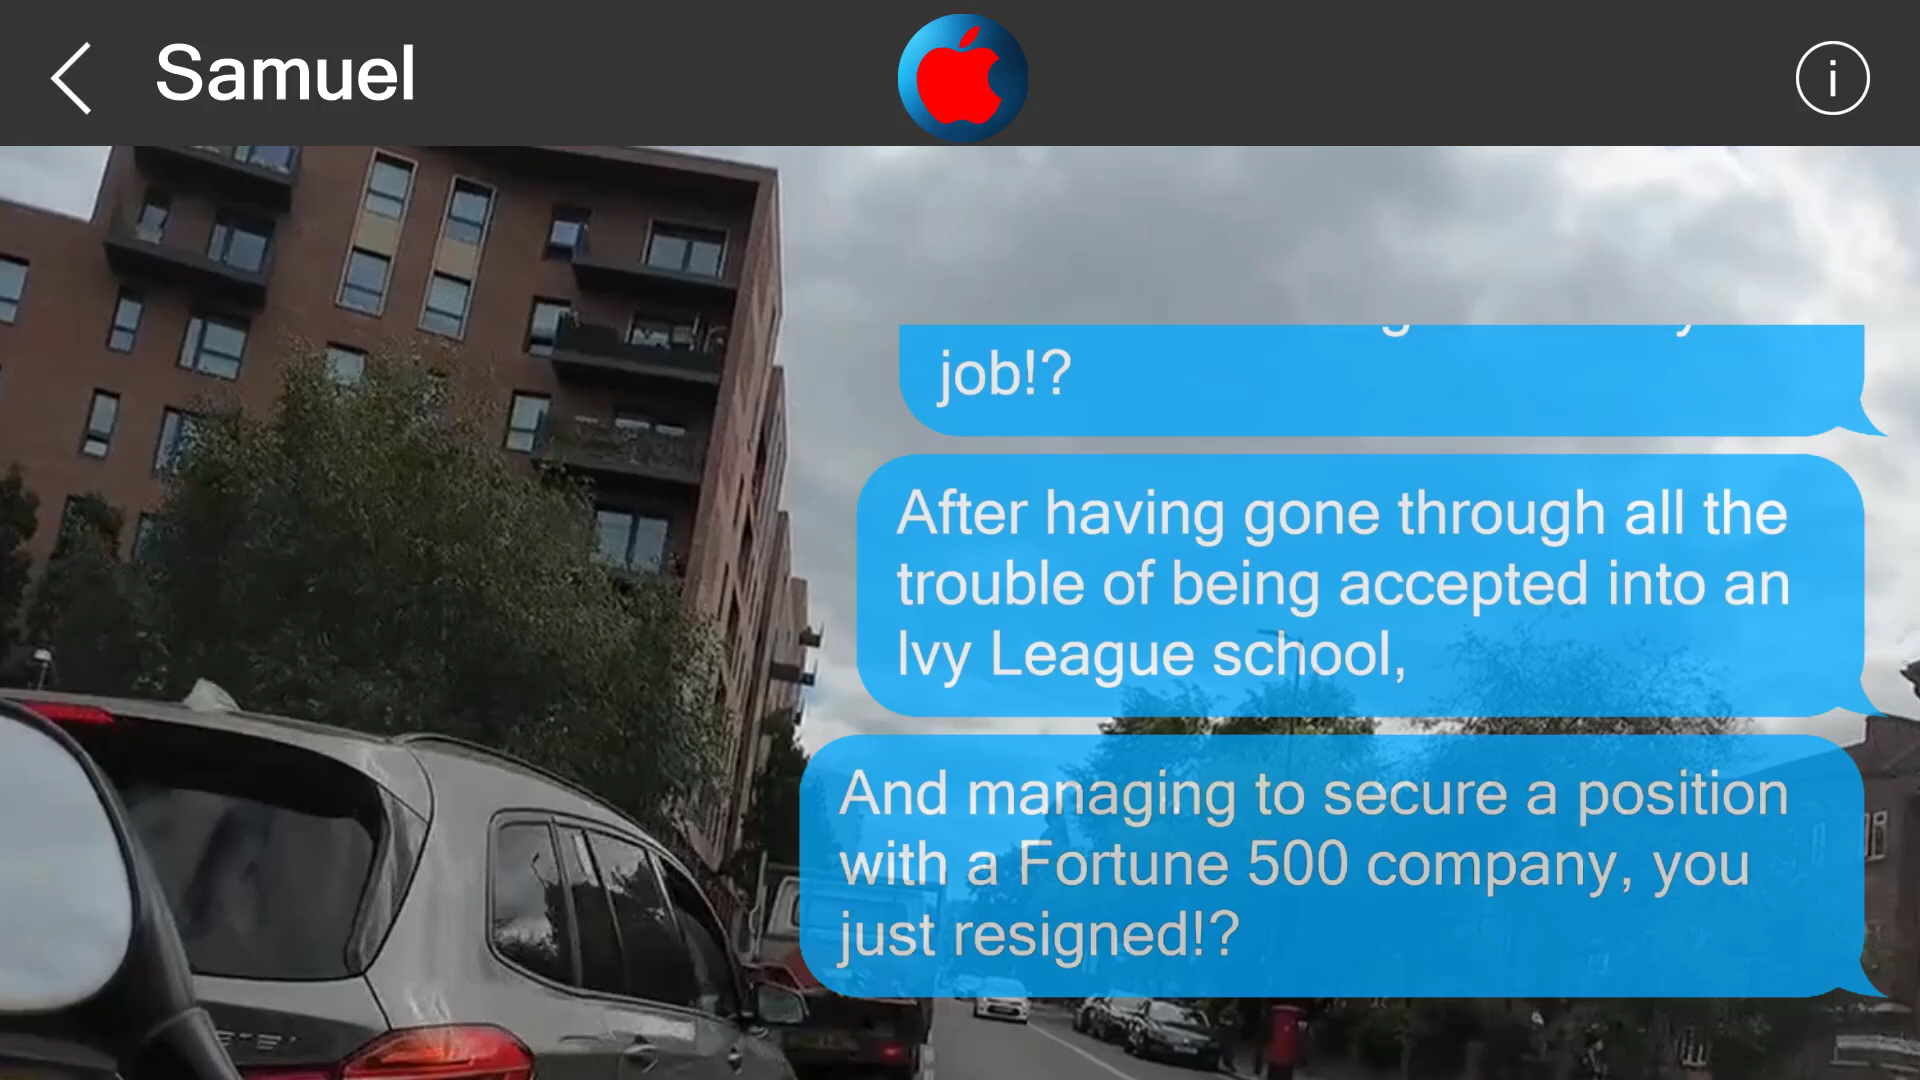 Samuel
job!?
After having gone through all the
trouble of being accepted into an
Ivy League school,
And managing to secure a position
with a Fortune 500 company, you
just resigned!?